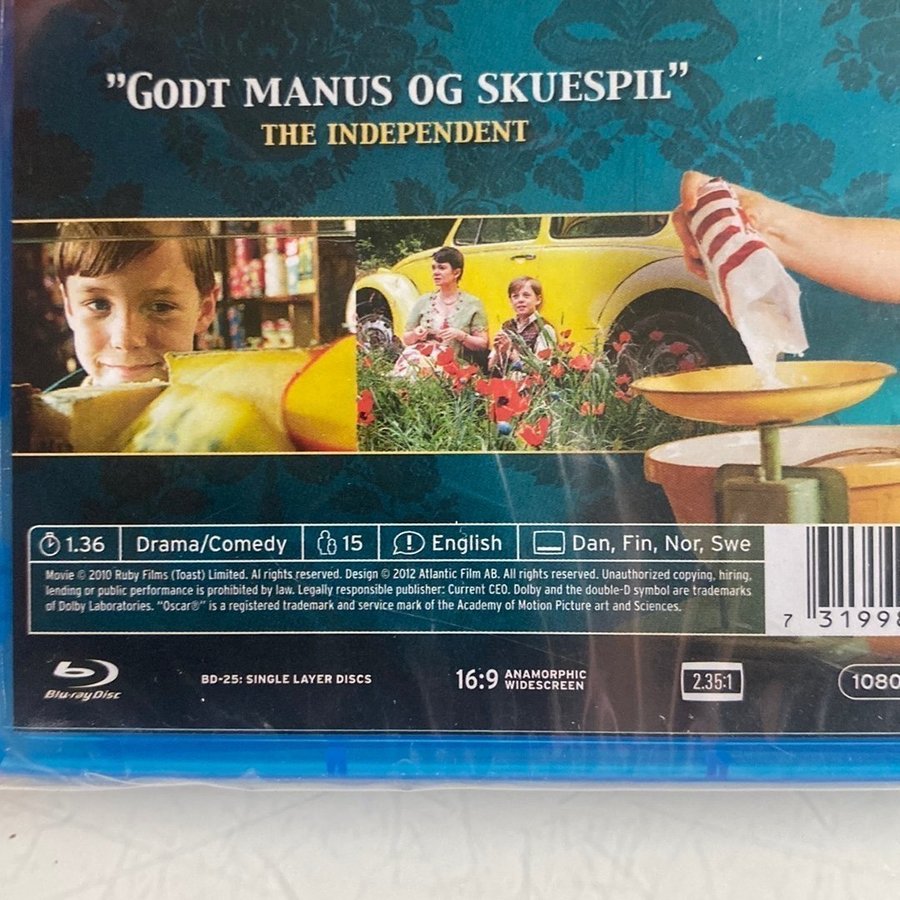 ”GODT MANUS OG SKUESPIL”
THE INDEPENDENT
1.36 Drama/Comedy 15 English Dan, Fin, Nor, Swe
Movie © 2010 Ruby Films (Toast) Limited. Al rights reserved. Design © 2012 Atlantic Film AB. All rights reserved. Unauthorized copying, hiring,
lending or public performance is prohibited by law. Legally responsible publisher: Current CEO. Dolby and the double-D symbol are trademarks
of Dolby Laboratories. "Oscar®" is a registered trademark and service mark of the Academy of Motion Picture art and Sciences.
7 31998
Blu-ray Disc BD-25: SINGLE LAYER DISCS 16:9 ANAMORPHIC WIDESCREEN 2.35:1 1080